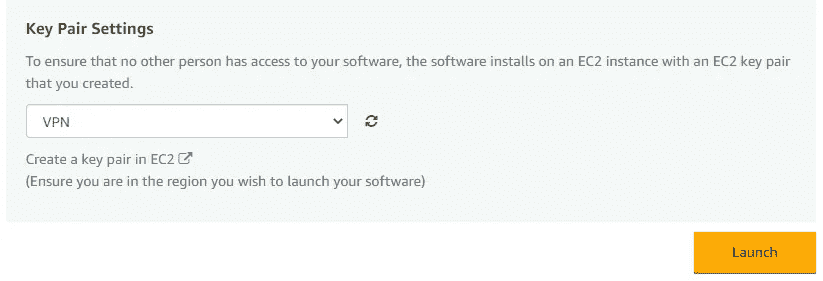 Key Pair Settings
To ensure that no other person has access to your software, the software installs on an EC2 instance with an EC2 key pair
that you created.
VPN
Create a key pair in EC2
(Ensure you are in the region you wish to launch your software)
Launch